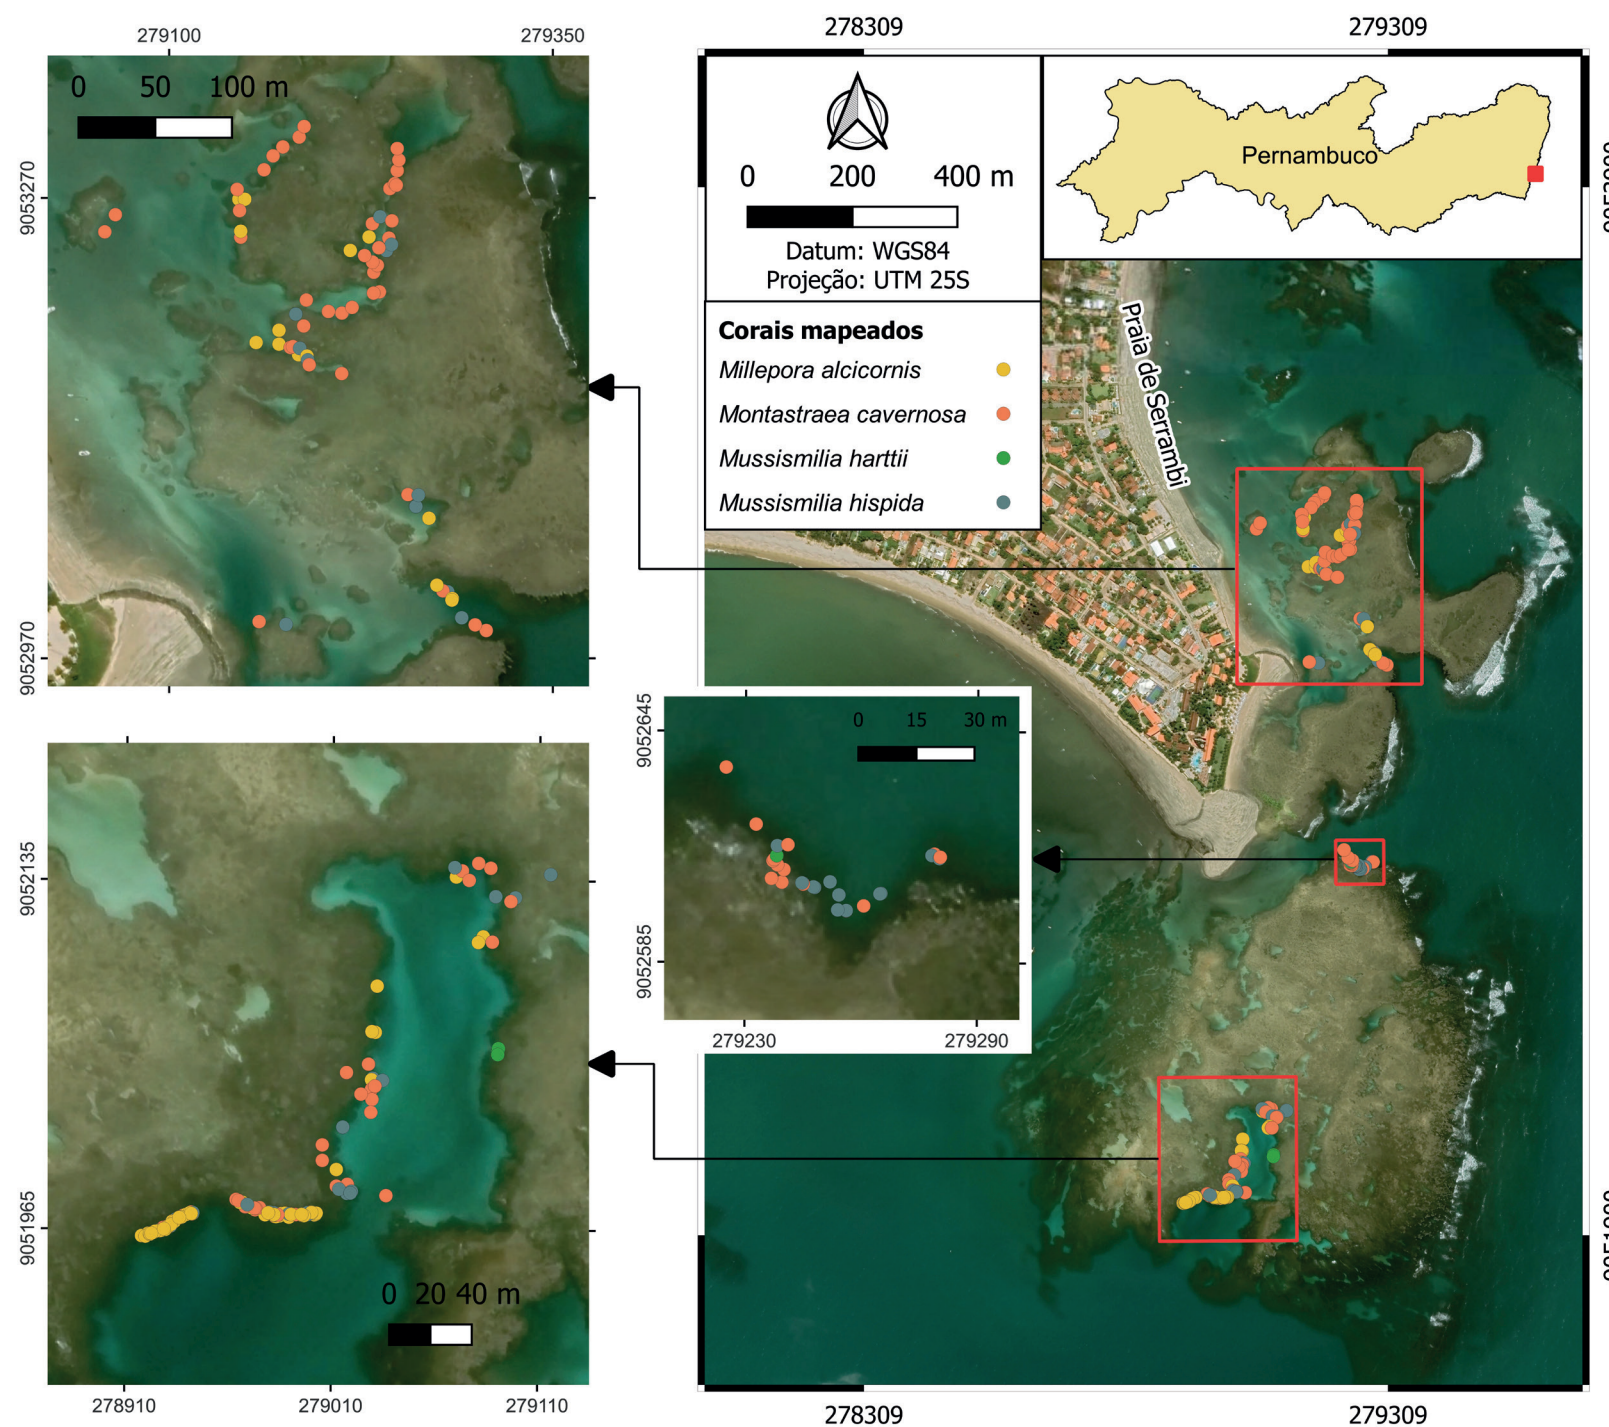 279100
279350
278309
279309
0 50 100 m
9053270
9052970
0 200 400 m
Datum: WGS84
Projeção: UTM 25S
Pernambuco
Corais mapeados
Millepora alcicornis
Montastraea cavernosa
Mussismilia harttii
Mussismilia hispida
Praia de Serrambi
9052645
9052585
0 15 30 m
279230
279290
9052135
9051965
0 20 40 m
278910
279010
279110
278309
279309